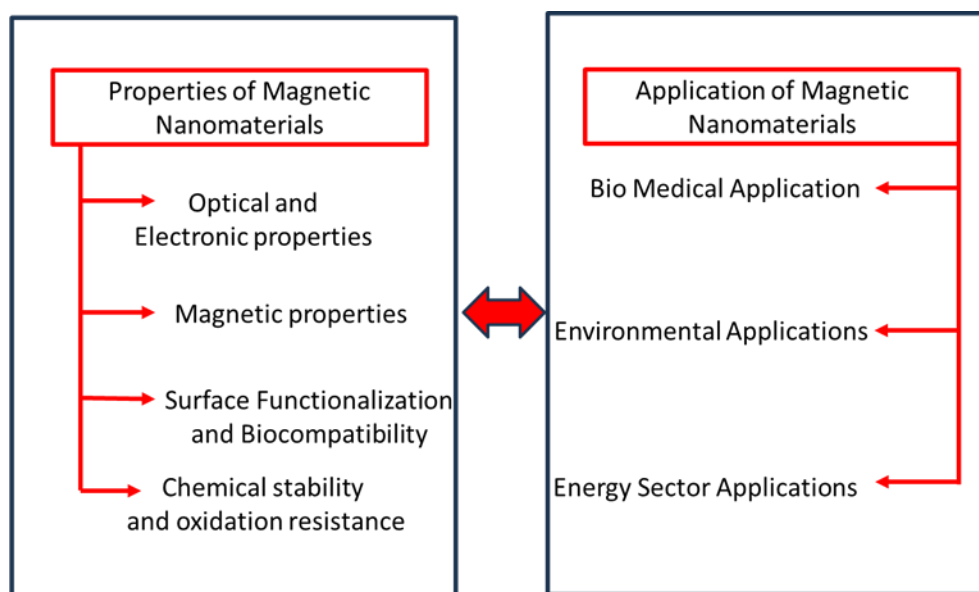 Properties of Magnetic
Nanomaterials
Optical and
Electronic properties
Magnetic properties
Surface Functionalization
and Biocompatibility
Chemical stability
and oxidation resistance
Application of Magnetic
Nanomaterials
Bio Medical Application
Environmental Applications
Energy Sector Applications